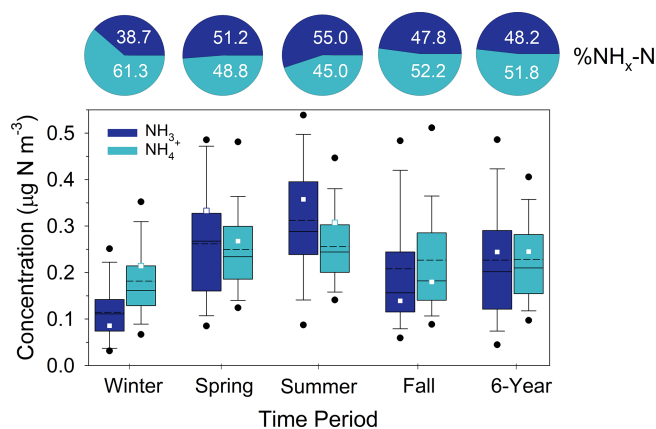 38.7 51.2 55.0 47.8 48.2
61.3 48.8 45.0 52.2 51.8
%NHₓ-N
Concentration (µg N m⁻³)
0.5
0.4
0.3
0.2
0.1
0.0
NH₃
NH₄⁺
Winter Spring Summer Fall 6-Year
Time Period